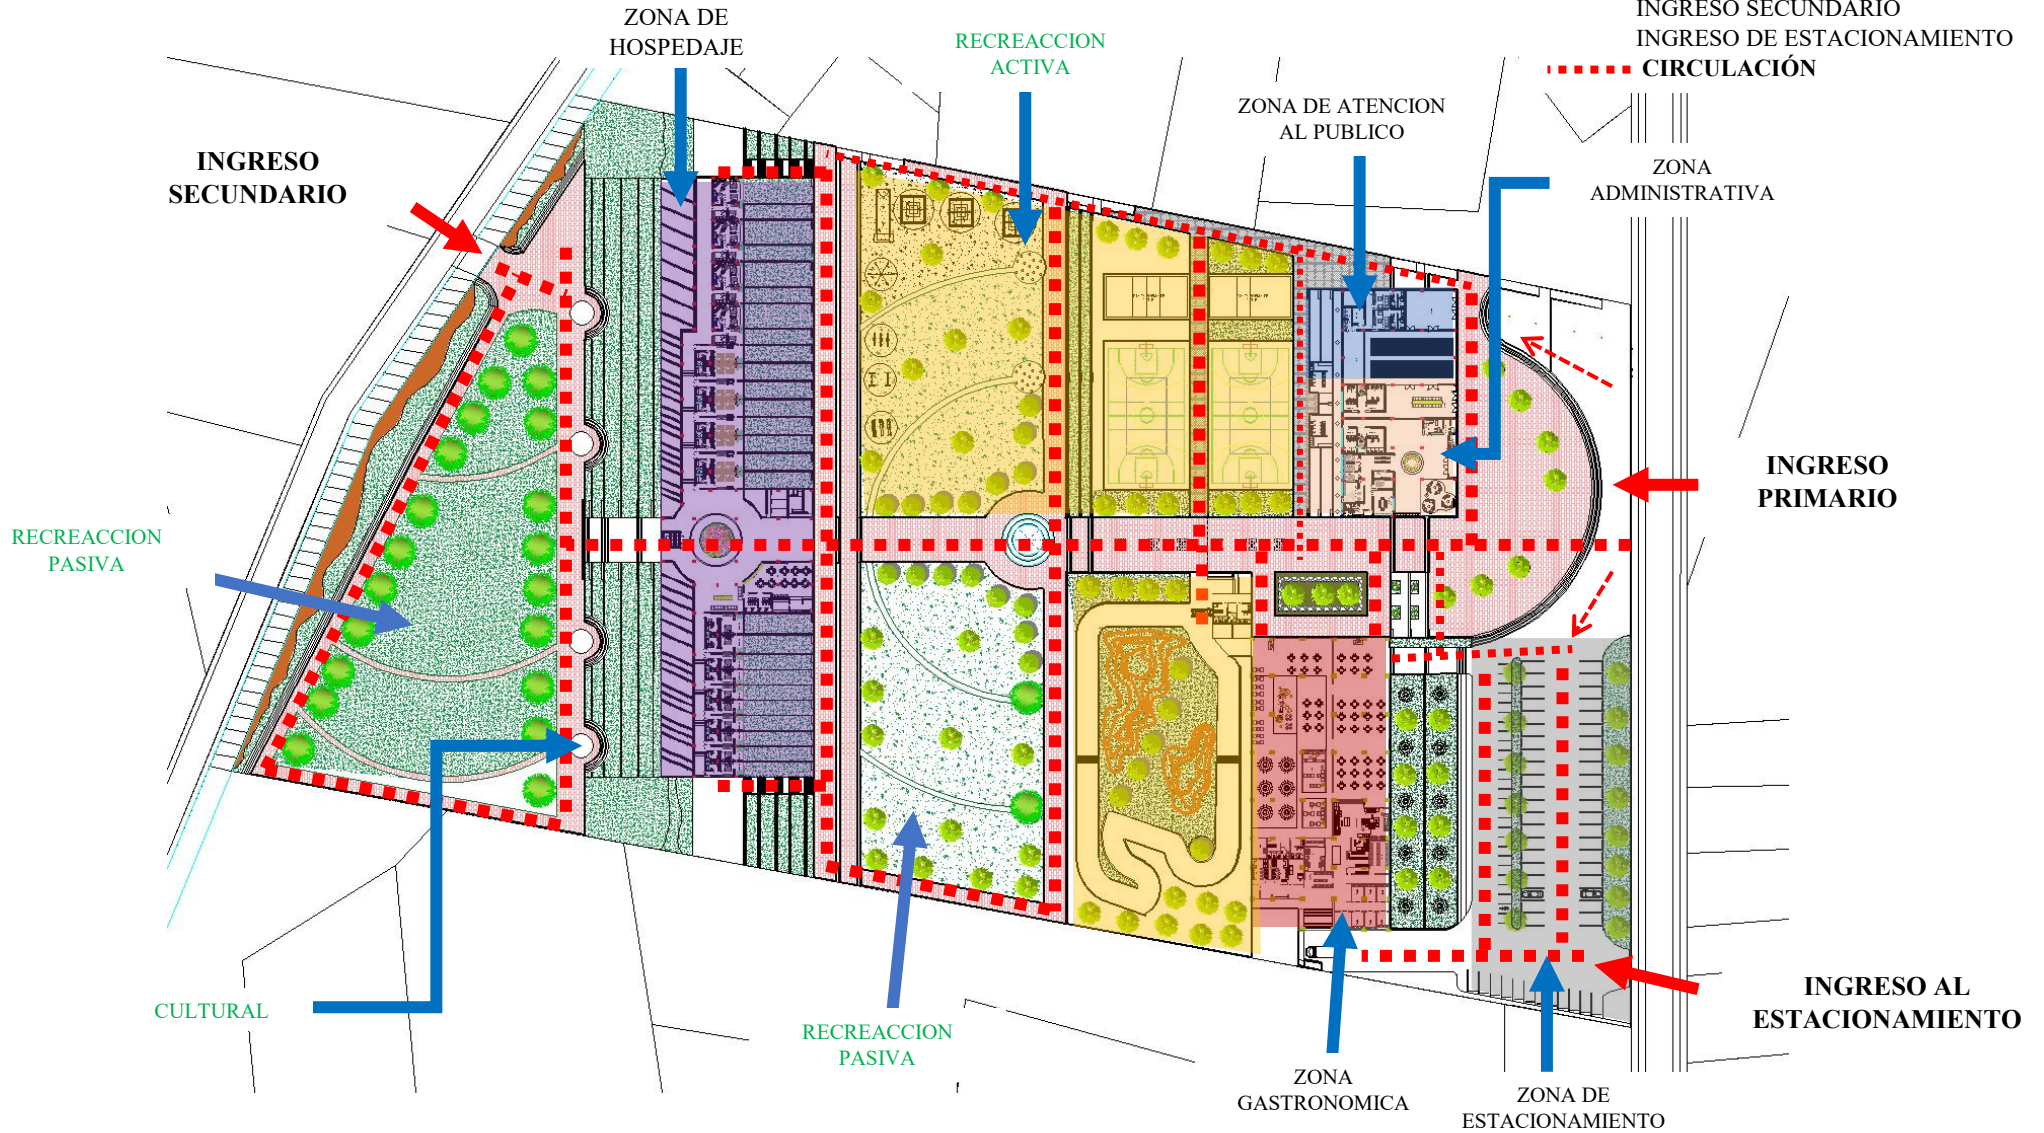 INGRESO SECUNDARIO
INGRESO DE ESTACIONAMIENTO
CIRCULACIÓN
ZONA DE
HOSPEDAJE
RECREACCION
ACTIVA
ZONA DE ATENCION
AL PUBLICO
ZONA
ADMINISTRATIVA
INGRESO
SECUNDARIO
INGRESO
PRIMARIO
RECREACCION
PASIVA
CULTURAL
RECREACCION
PASIVA
ZONA
GASTRONOMICA
ZONA DE
ESTACIONAMIENTO
INGRESO AL
ESTACIONAMIENTO